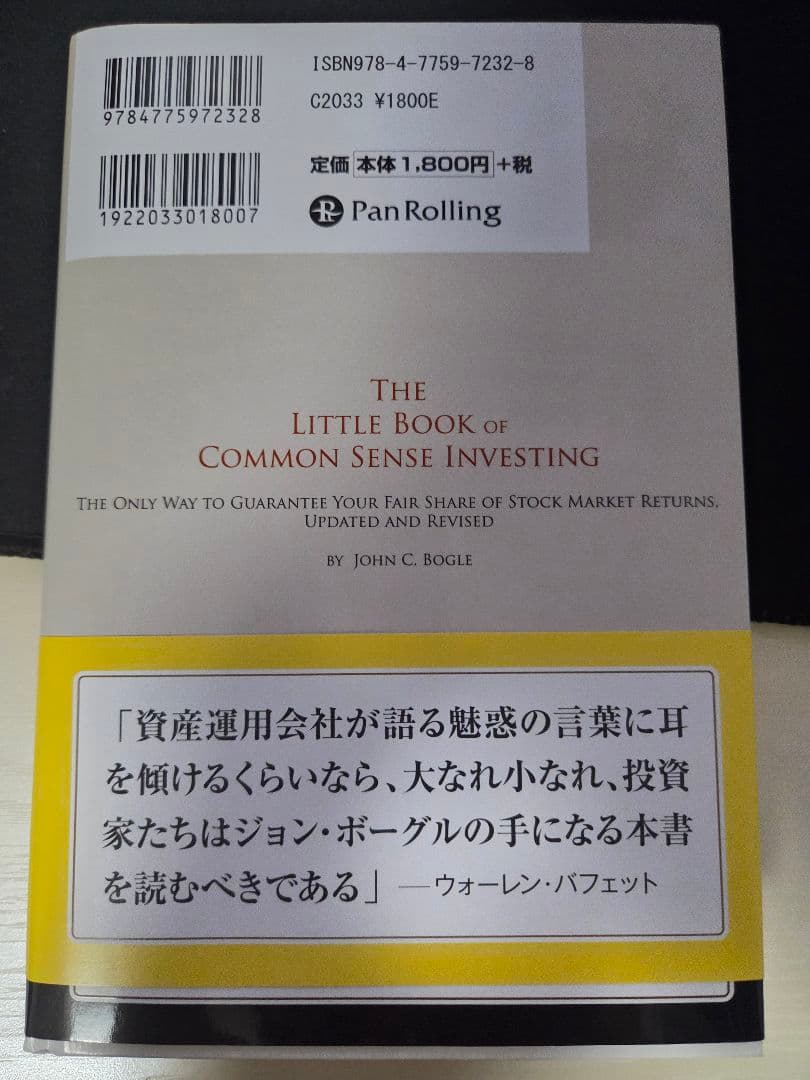 ISBN978-4-7759-7232-8
9784775972328
C2033 ¥1800E
定価 本体1,800円 +税
1922033018007
R PanRolling
THE
LITTLE BOOK OF
COMMON SENSE INVESTING
THE ONLY WAY TO GUARANTEE YOUR FAIR SHARE OF STOCK MARKET RETURNS,
UPDATED AND REVISED
BY JOHN C. BOGLE
「資産運用会社が語る魅惑の言葉に耳
を傾けるくらいなら、大なれ小なれ、投資
家たちはジョン・ボーグルの手になる本書
を読むべきである」—ウォーレン・バフェット